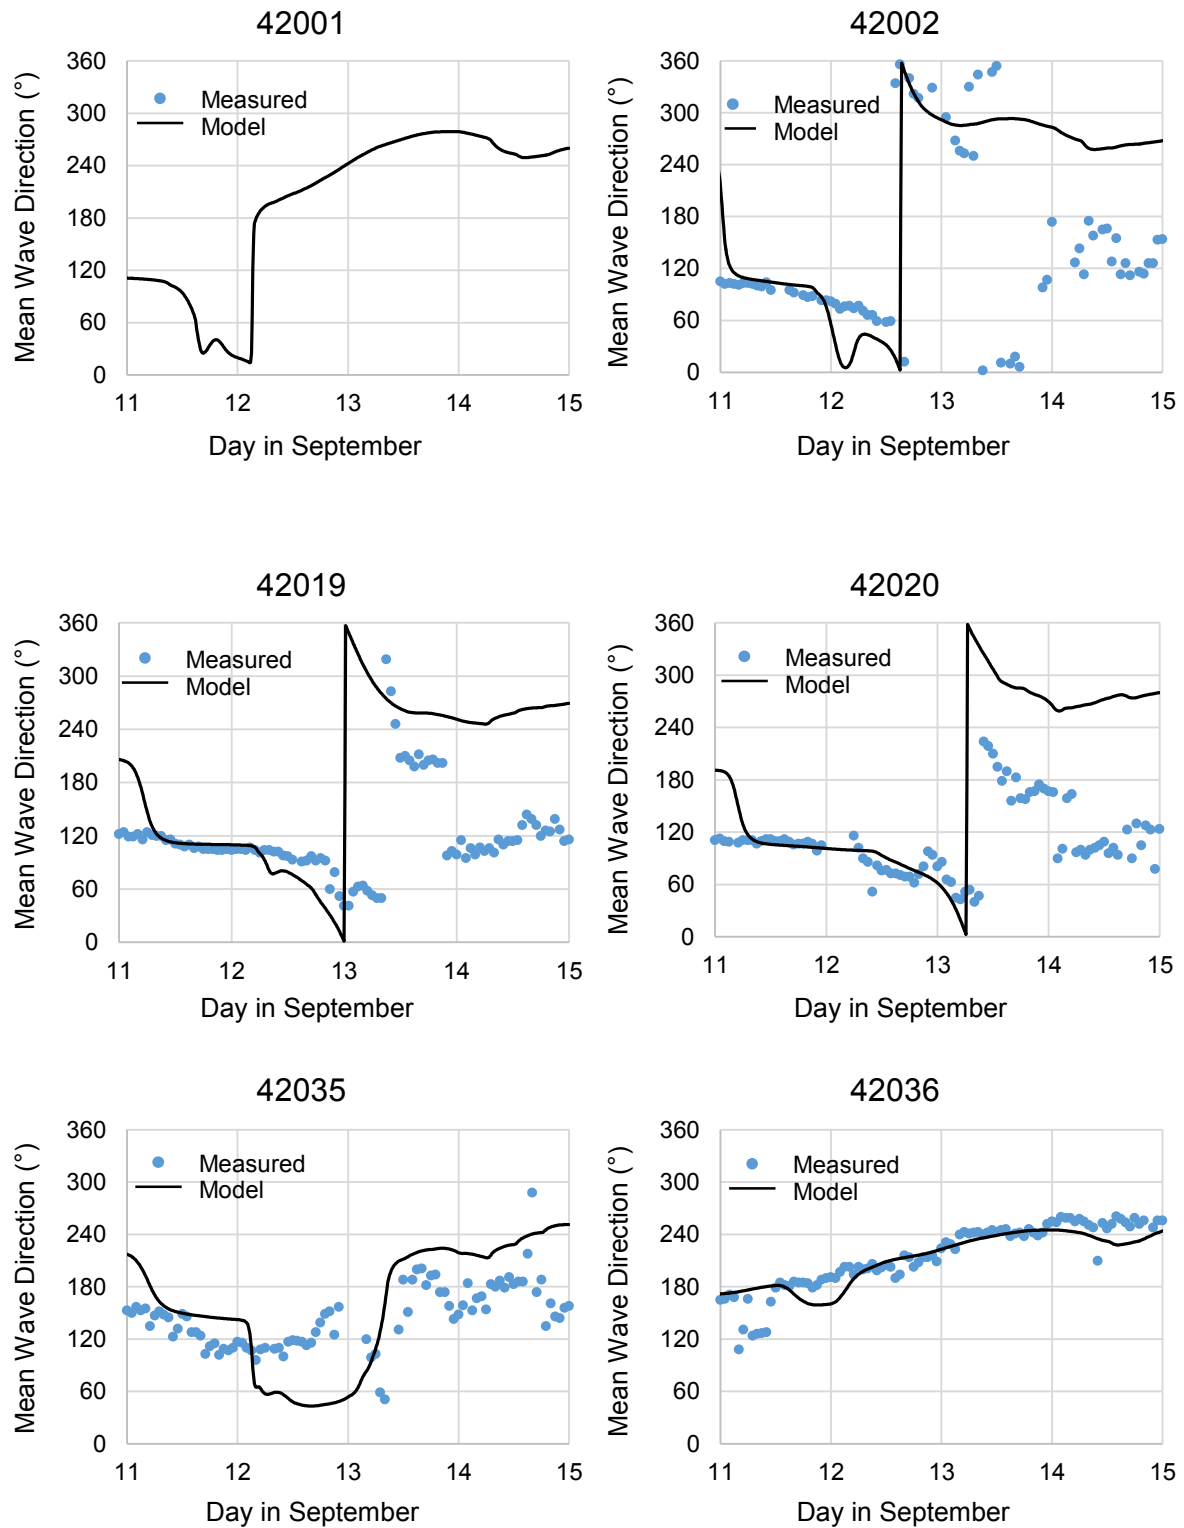 42001
Mean Wave Direction (°)
360
300
240
180
120
60
0
Measured
Model
11 12 13 14 15
Day in September
42002
Mean Wave Direction (°)
360
300
240
180
120
60
0
Measured
Model
11 12 13 14 15
Day in September
42019
Mean Wave Direction (°)
360
300
240
180
120
60
0
Measured
Model
11 12 13 14 15
Day in September
42020
Mean Wave Direction (°)
360
300
240
180
120
60
0
Measured
Model
11 12 13 14 15
Day in September
42035
Mean Wave Direction (°)
360
300
240
180
120
60
0
Measured
Model
11 12 13 14 15
Day in September
42036
Mean Wave Direction (°)
360
300
240
180
120
60
0
Measured
Model
11 12 13 14 15
Day in September